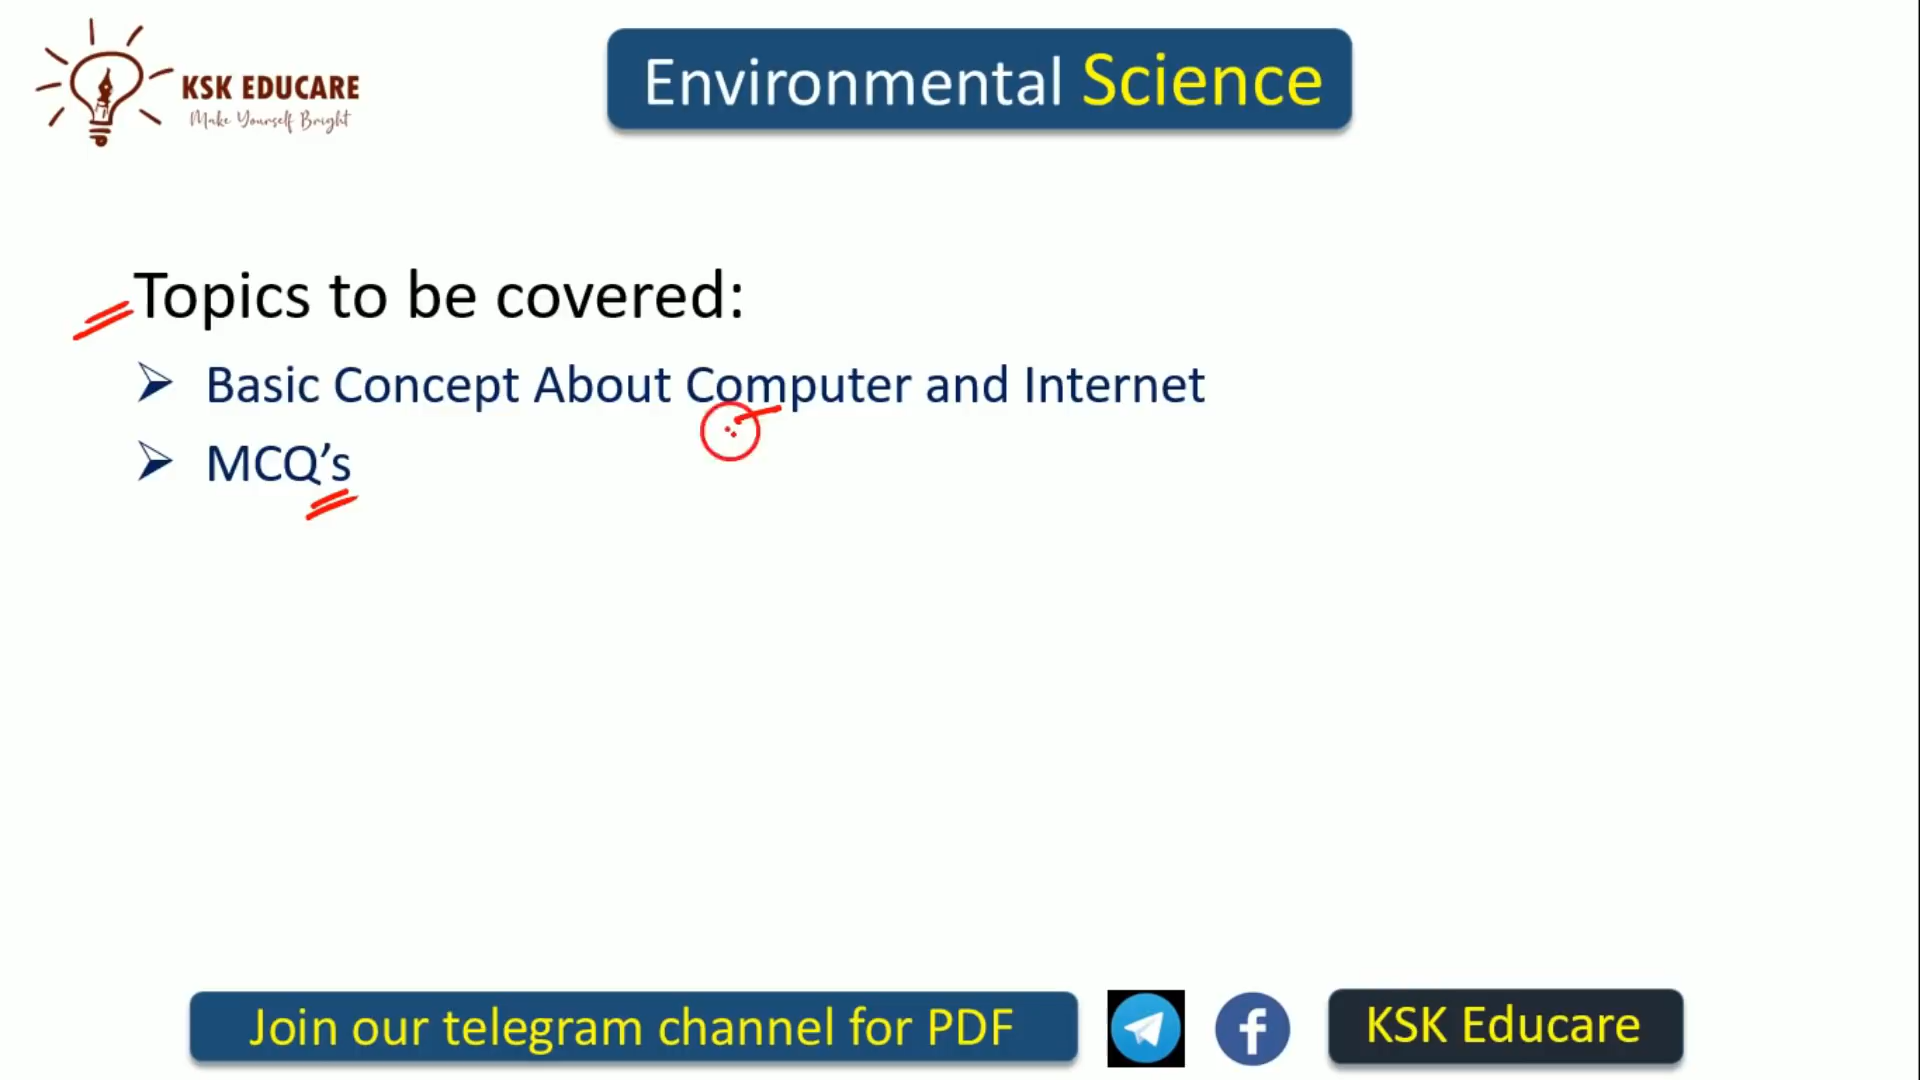 KSK EDUCARE
Make Yourself Bright
Environmental Science
Topics to be covered:
Basic Concept About Computer and Internet
MCQ’s
Join our telegram channel for PDF
KSK Educare